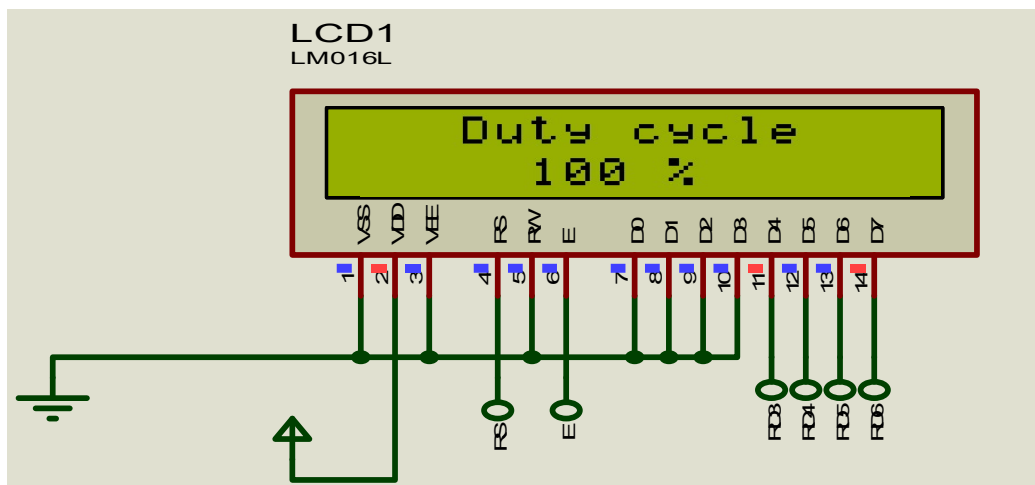 LCD1
LM016L
Duty cycle
100 %
VSS VDD VEE RS RW E D0 D1 D2 D3 D4 D5 D6 D7
1 2 3 4 5 6 7 8 9 10 11 12 13 14
RS E RD3 RD4 RD5 RD6